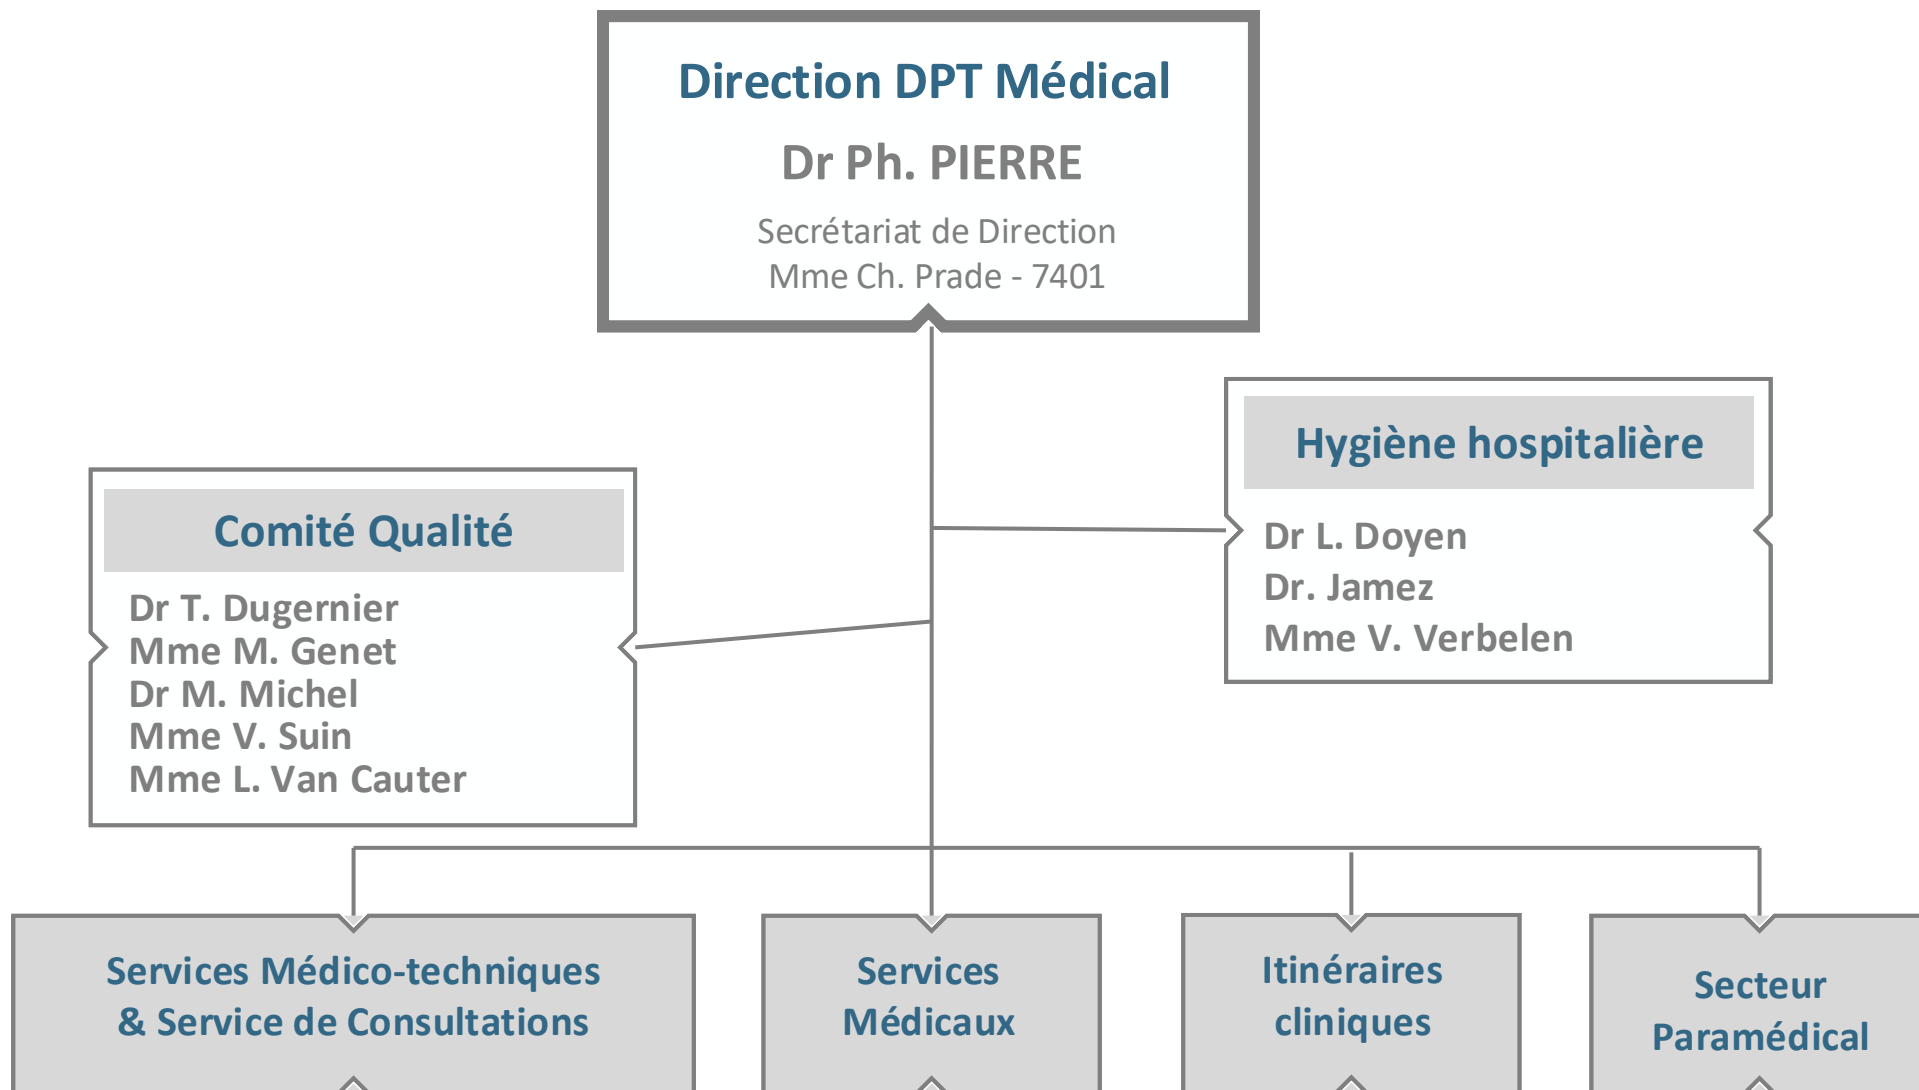 Direction DPT Médical
Dr Ph. PIERRE
Secrétariat de Direction
Mme Ch. Prade - 7401
Hygiène hospitalière
Dr L. Doyen
Dr. Jamez
Mme V. Verbelen
Comité Qualité
Dr T. Dugernier
Mme M. Genet
Dr M. Michel
Mme V. Suin
Mme L. Van Cauter
Services Médico-techniques
& Service de Consultations
Services
Médicaux
Itinéraires
cliniques
Secteur
Paramédical